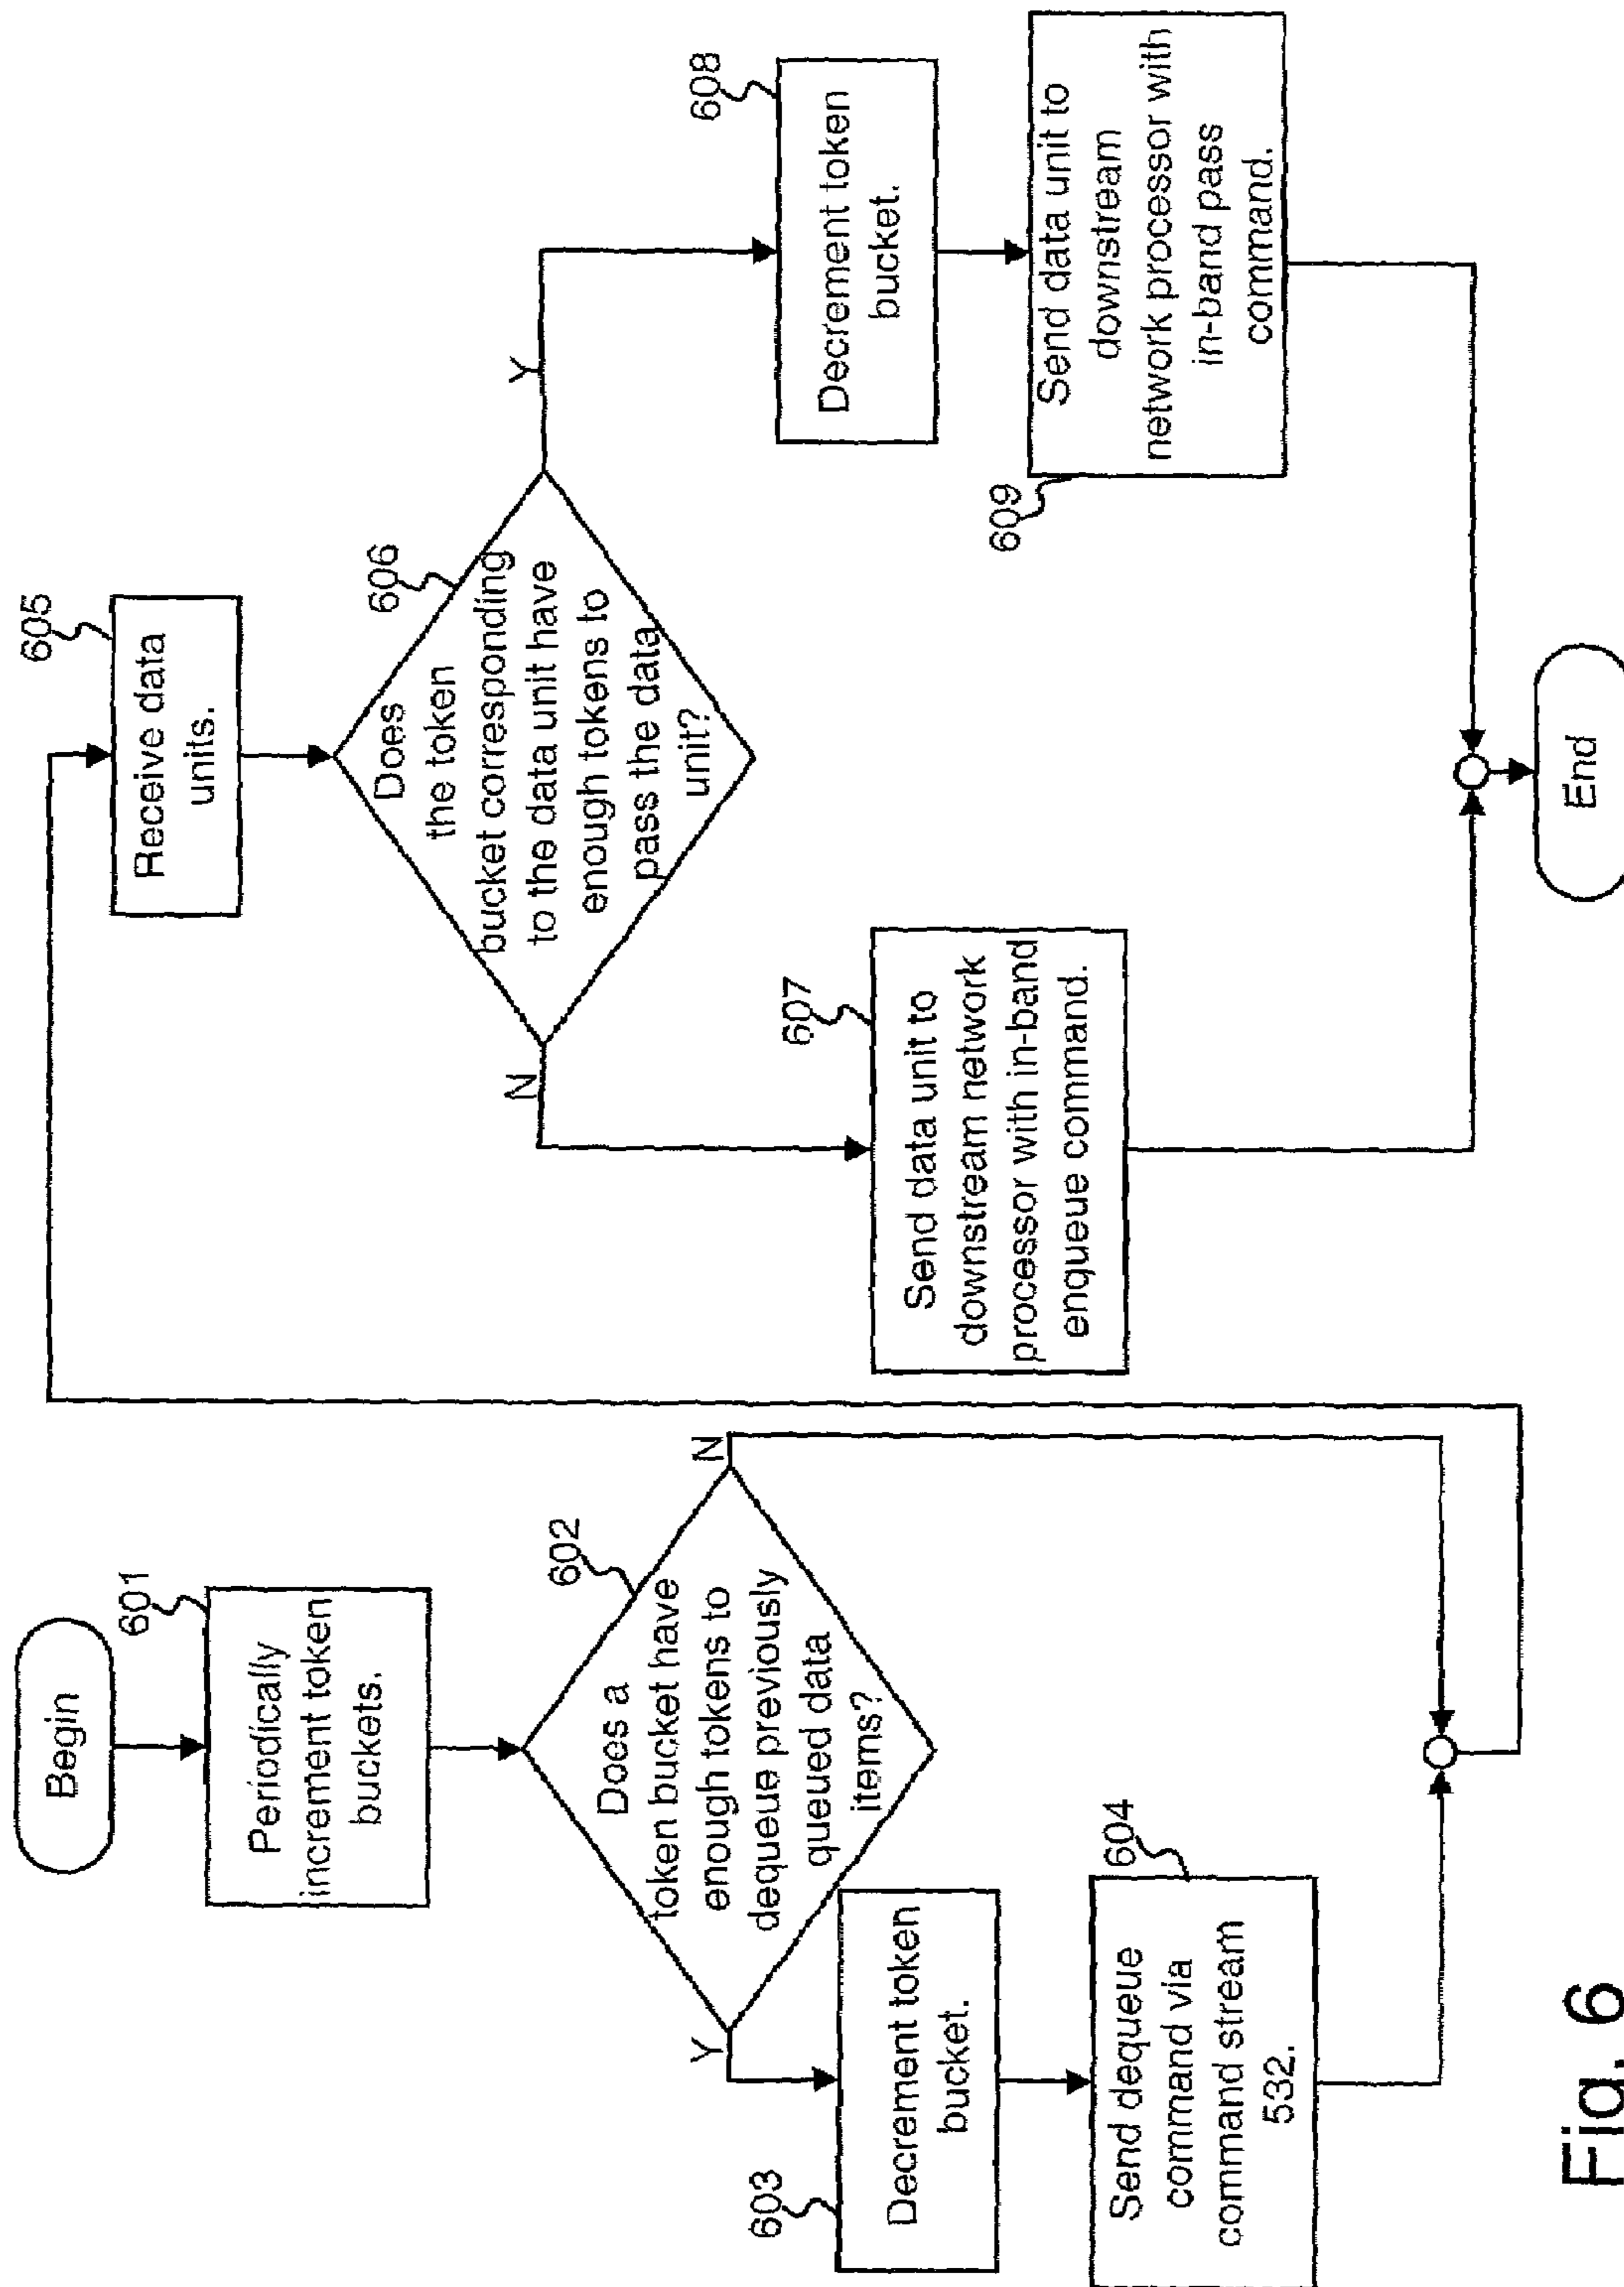 Begin
601
Periodically
increment token
buckets.
602
Does a
token bucket have
enough tokens to
dequeue previously
queued data
items?
Y
N
603
Decrement token
bucket.
604
Send dequeue
command via
command stream
532.
605
Receive data
units.
606
Does
the token
bucket corresponding
to the data unit have
enough tokens to
pass the data
unit?
N
Y
607
Send data unit to
downstream network
processor with in-band
enqueue command.
608
Decrement token
bucket.
609
Send data unit to
downstream
network processor with
in-band pass
command.
End
Fig. 6